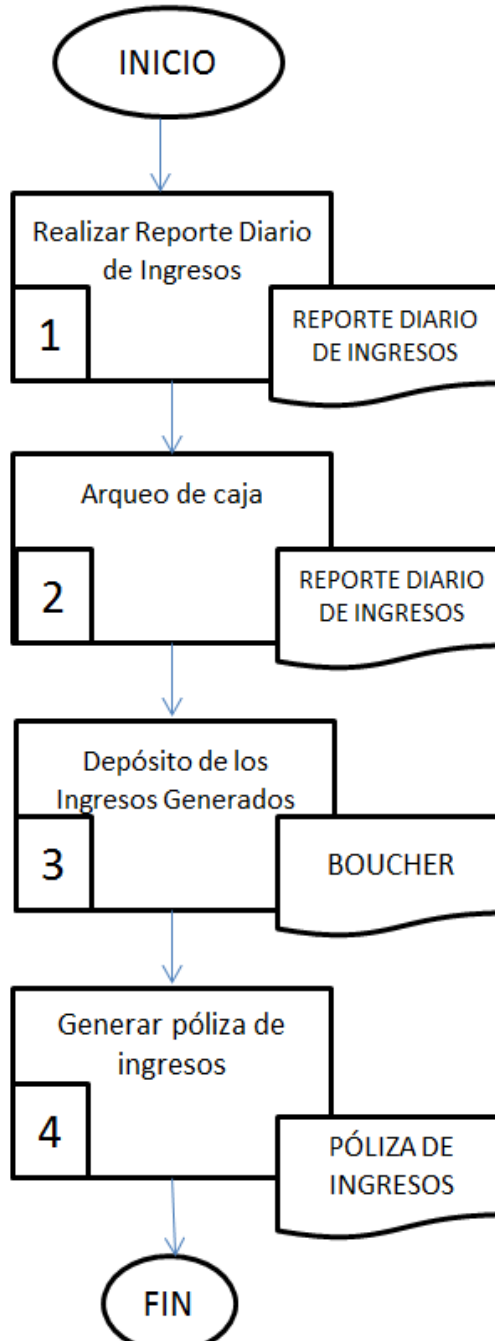 INICIO
Realizar Reporte Diario
de Ingresos
1
REPORTE DIARIO
DE INGRESOS
Arqueo de caja
2
REPORTE DIARIO
DE INGRESOS
Depósito de los
Ingresos Generados
3
BOUCHER
Generar póliza de
ingresos
4
PÓLIZA DE
INGRESOS
FIN